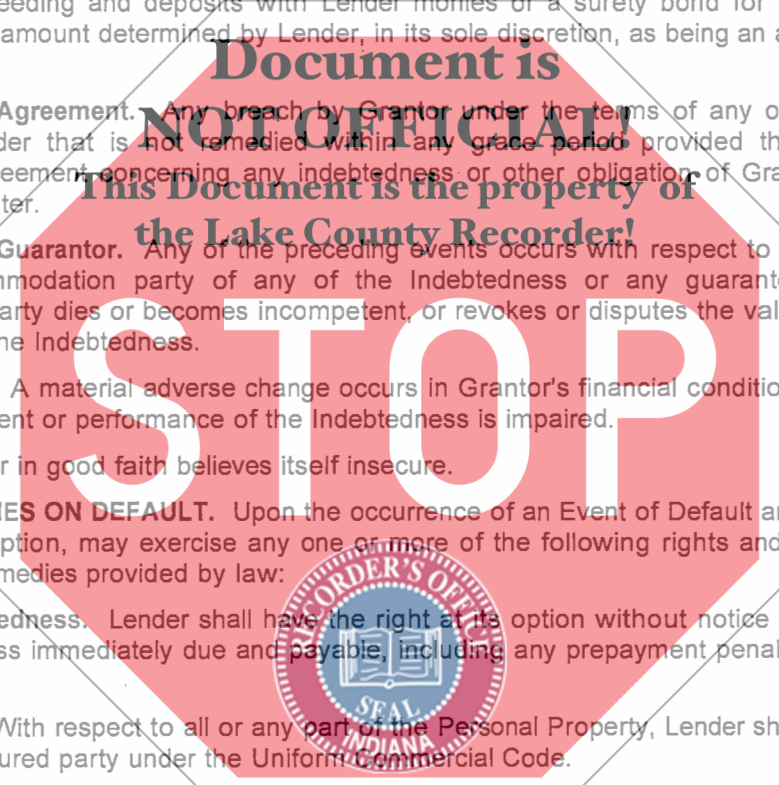 eeding and deposits with Lender monies or a surety bond for
amount determined by Lender, in its sole discretion, as being an a
Document is
Agreement. Any breach by Grantor under the terms of any o
NOT OFFICIAL!
der that is not remedied within any grace period provided th
eement concerning any indebtedness or other obligation of Gra
This Document is the property of
ter.
the Lake County Recorder!
Guarantor. Any of the preceding events occurs with respect to
nmodation party of any of the Indebtedness or any guarant
arty dies or becomes incompetent, or revokes or disputes the val
ne Indebtedness.
STOP
A material adverse change occurs in Grantor's financial conditio
ent or performance of the Indebtedness is impaired.
r in good faith believes itself insecure.
IES ON DEFAULT. Upon the occurrence of an Event of Default a
ption, may exercise any one or more of the following rights and
medies provided by law:
RECORDER'S OFFICE
edness. Lender shall have the right at its option without notice
ss immediately due and payable, including any prepayment penal
SEAL
With respect to all or any part of the Personal Property, Lender sh
INDIANA
ured party under the Uniform Commercial Code.